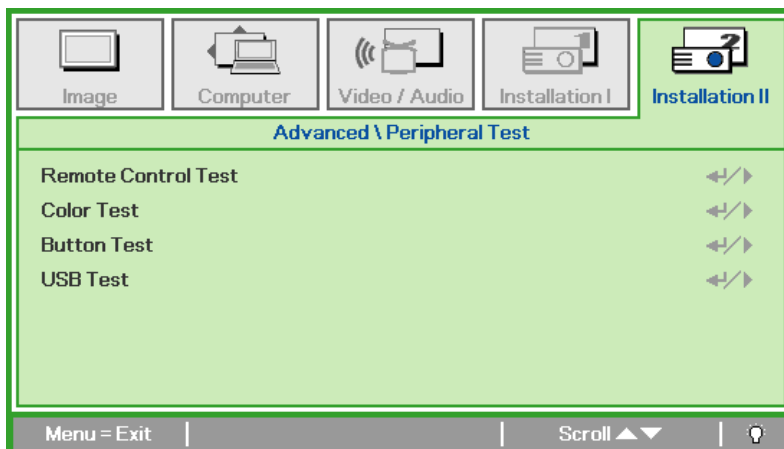 Image
Computer
Video / Audio
Installation I
Installation II
Advanced \ Peripheral Test
Remote Control Test
Color Test
Button Test
USB Test
Menu = Exit
Scroll ▲▼